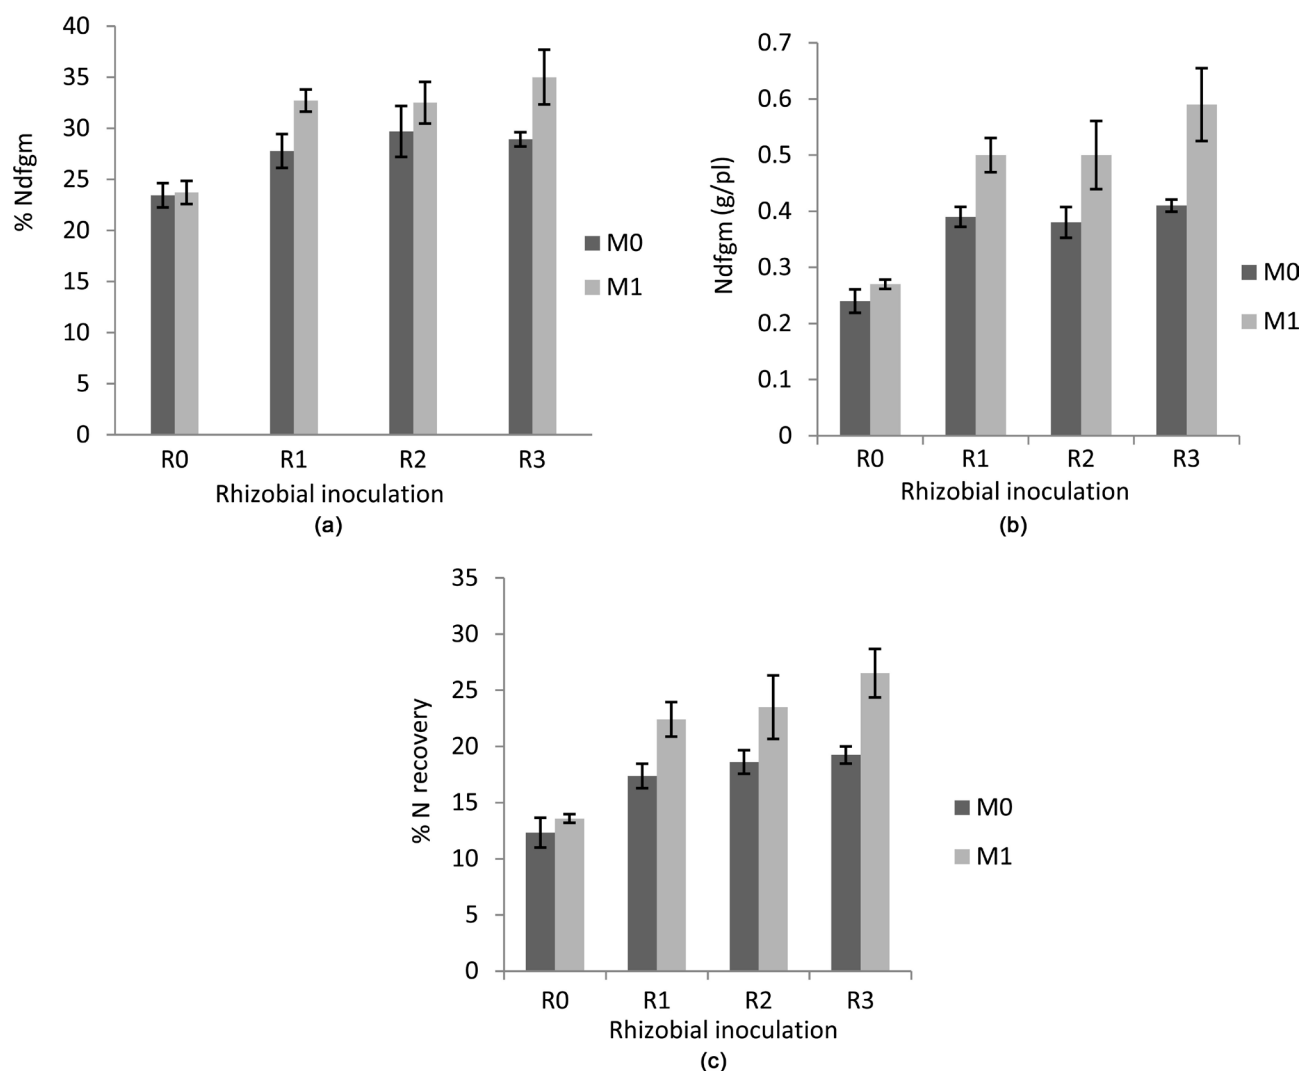 40
35
30
25
20
15
10
5
0
% Ndfgm
R0 R1 R2 R3
Rhizobial inoculation
(a)
M0
M1
0.7
0.6
0.5
0.4
0.3
0.2
0.1
0
Ndfgm (g/pl)
R0 R1 R2 R3
Rhizobial inoculation
(b)
M0
M1
35
30
25
20
15
10
5
0
% N recovery
R0 R1 R2 R3
Rhizobial inoculation
(c)
M0
M1